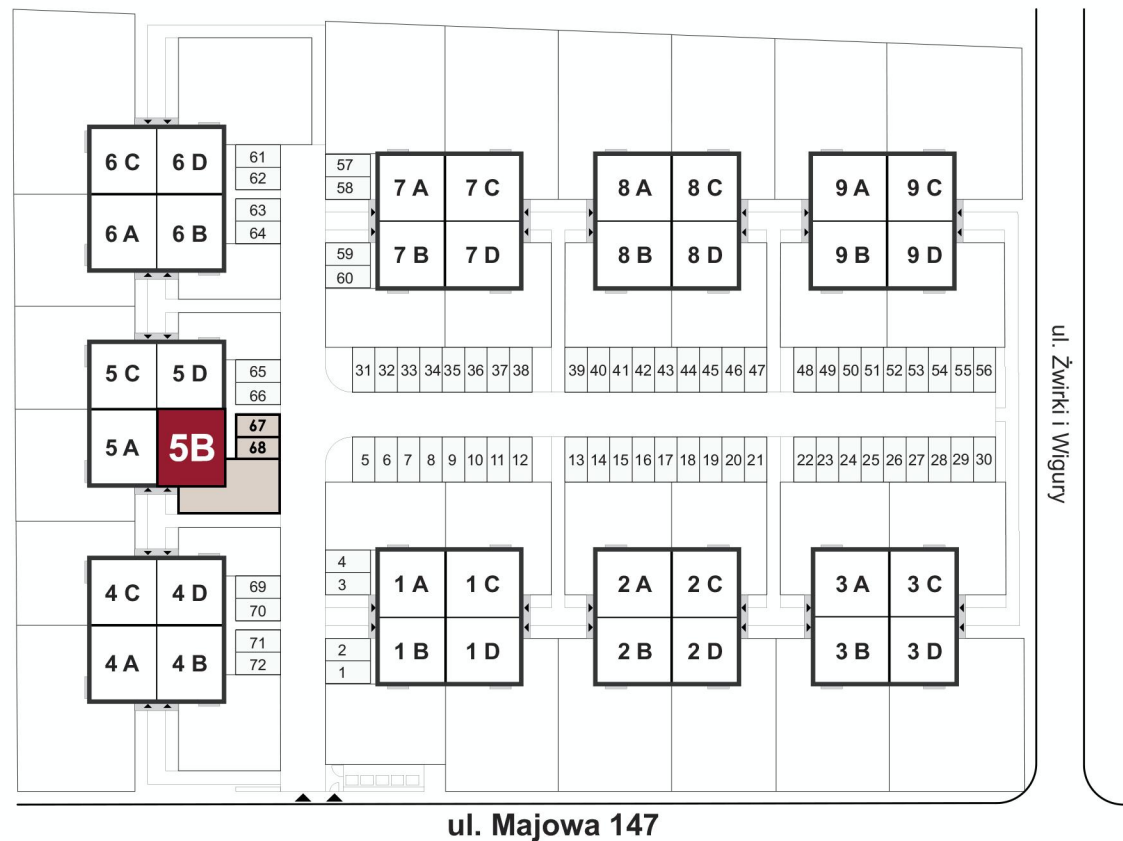 6 C 6 D
6 A 6 B
61
62
63
64
57
58
59
60
7 A 7 C
7 B 7 D
8 A 8 C
8 B 8 D
9 A 9 C
9 B 9 D
5 C 5 D
5 A 5B
65
66
67
68
31 32 33 34 35 36 37 38
39 40 41 42 43 44 45 46 47
48 49 50 51 52 53 54 55 56
5 6 7 8 9 10 11 12
13 14 15 16 17 18 19 20 21
22 23 24 25 26 27 28 29 30
ul. Żwirki i Wigury
4 C 4 D
4 A 4 B
69
70
71
72
4
3
2
1
1 A 1 C
1 B 1 D
2 A 2 C
2 B 2 D
3 A 3 C
3 B 3 D
ul. Majowa 147